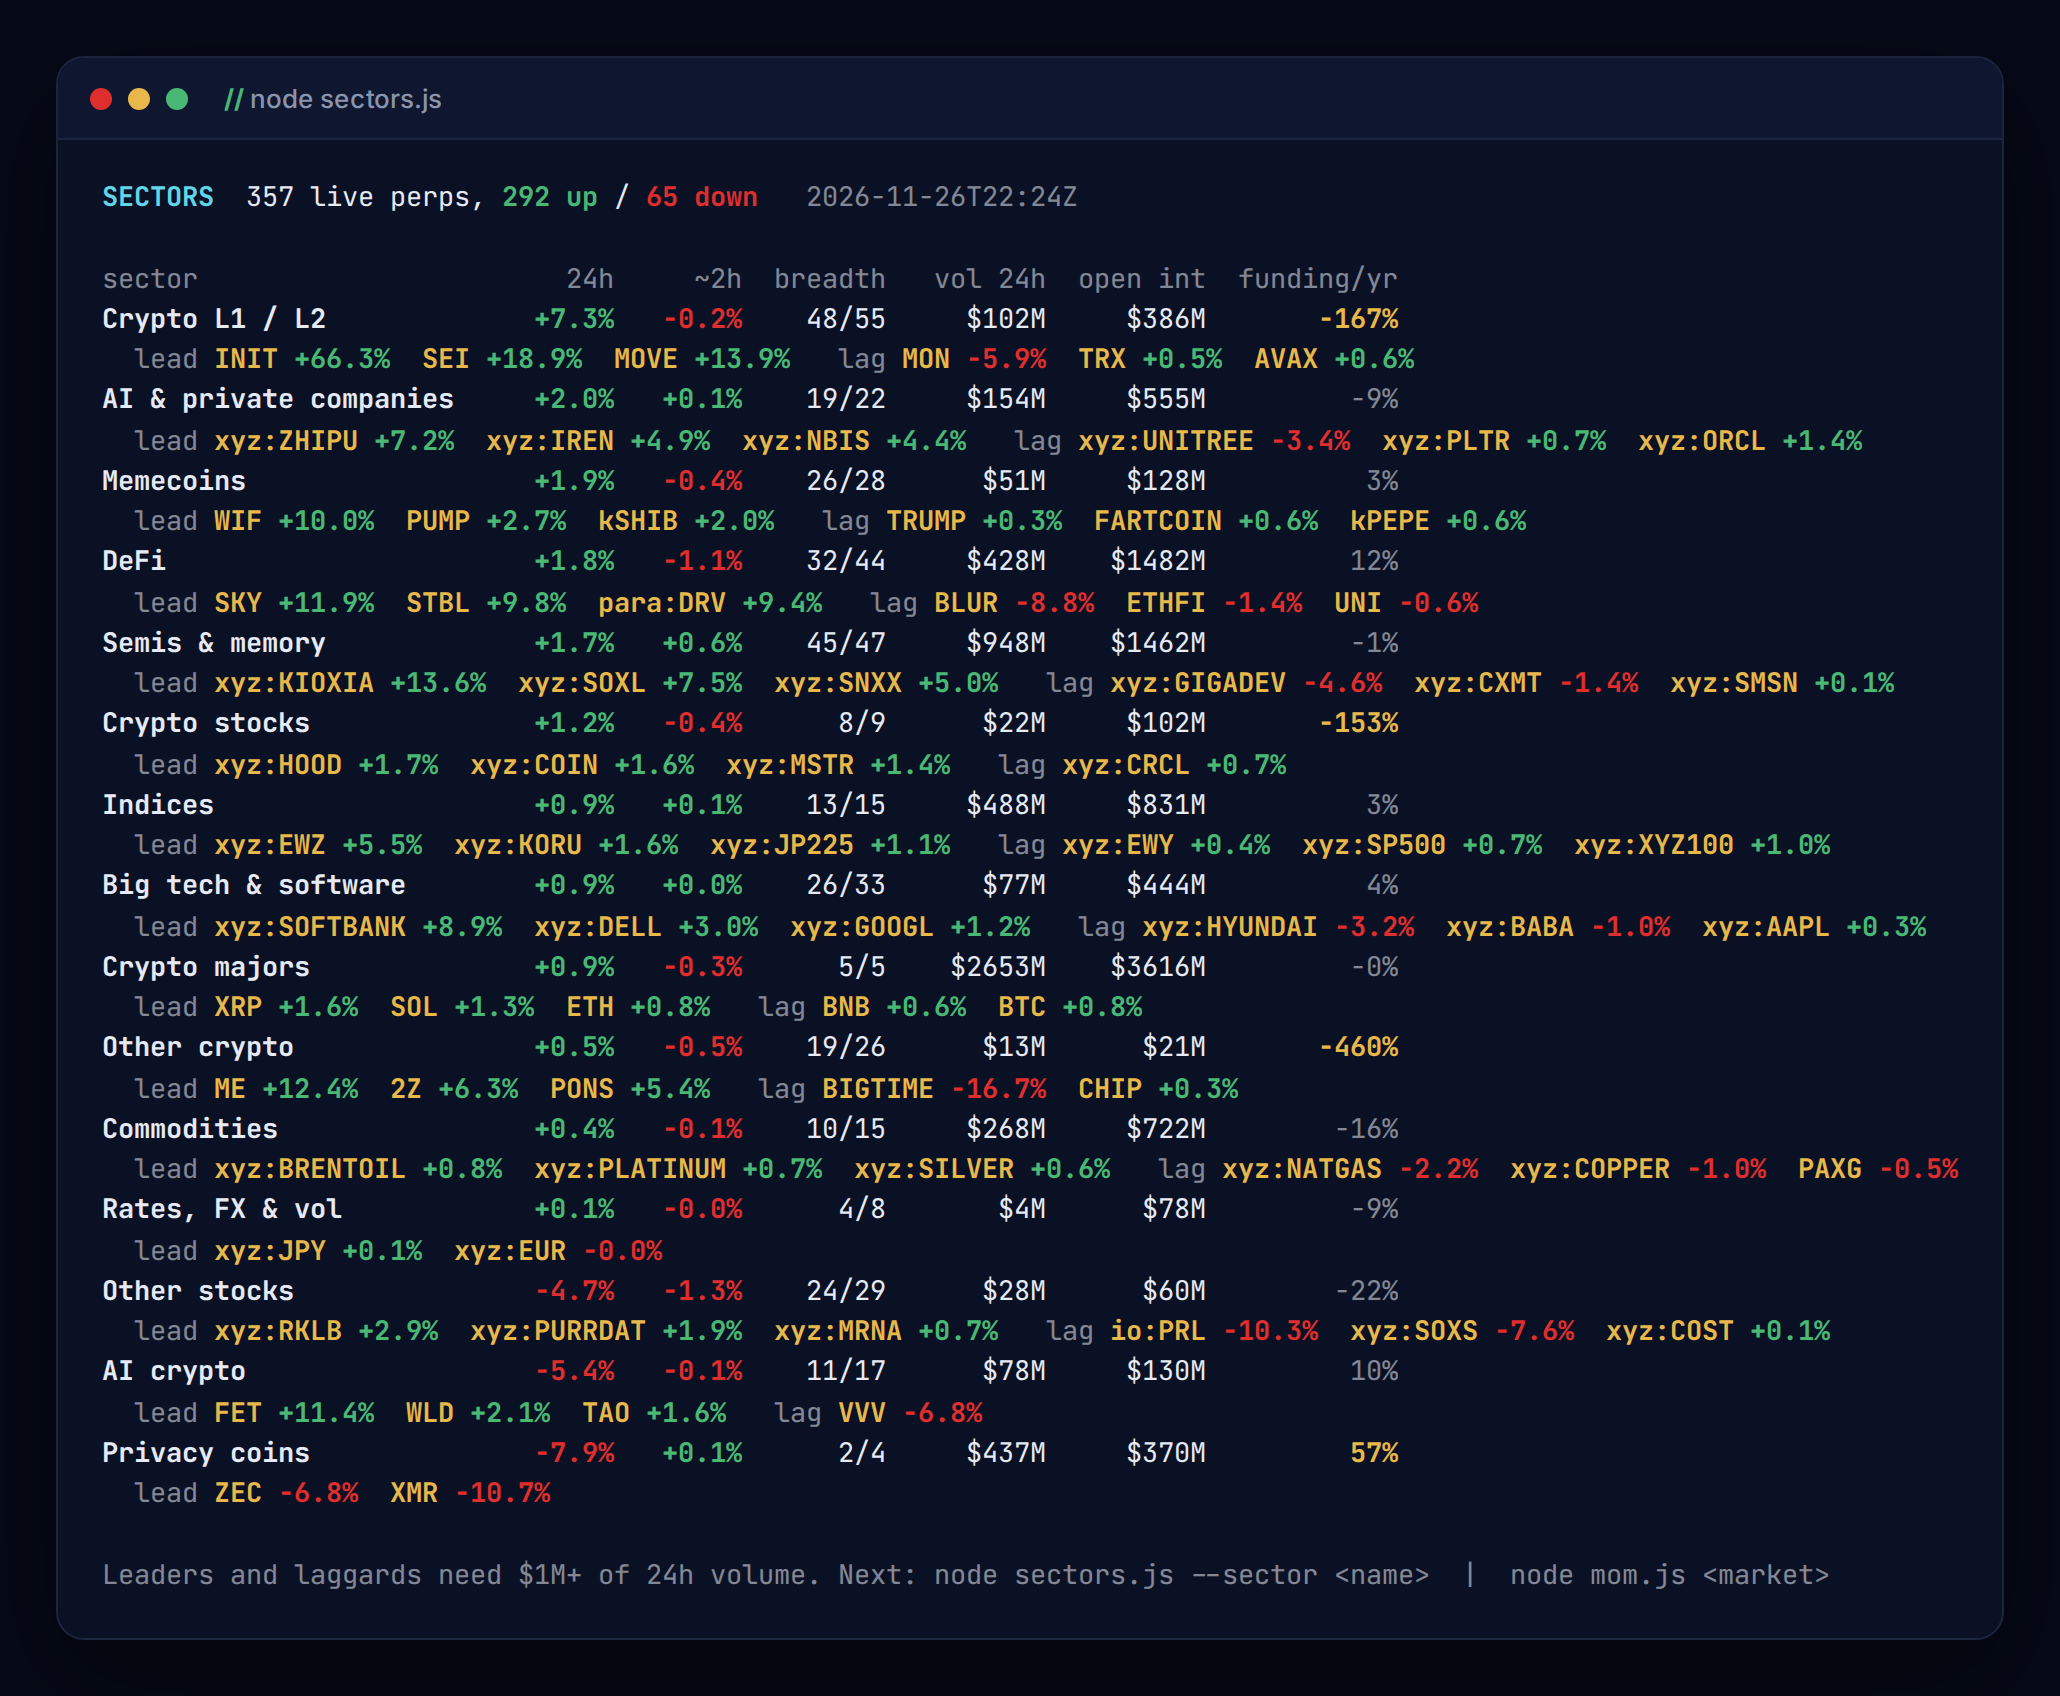 // node sectors.js
SECTORS  357 live perps, 292 up / 65 down   2026-11-26T22:24Z
sector                       24h     ~2h  breadth   vol 24h  open int  funding/yr
Crypto L1 / L2             +7.3%   -0.2%    48/55     $102M     $386M       -167%
  lead INIT +66.3%  SEI +18.9%  MOVE +13.9%   lag MON -5.9%  TRX +0.5%  AVAX +0.6%
AI & private companies     +2.0%   +0.1%    19/22     $154M     $555M         -9%
  lead xyz:ZHIPU +7.2%  xyz:IREN +4.9%  xyz:NBIS +4.4%   lag xyz:UNITREE -3.4%  xyz:PLTR +0.7%  xyz:ORCL +1.4%
Memecoins                  +1.9%   -0.4%    26/28      $51M     $128M          3%
  lead WIF +10.0%  PUMP +2.7%  kSHIB +2.0%   lag TRUMP +0.3%  FARTCOIN +0.6%  kPEPE +0.6%
DeFi                       +1.8%   -1.1%    32/44     $428M    $1482M         12%
  lead SKY +11.9%  STBL +9.8%  para:DRV +9.4%   lag BLUR -8.8%  ETHFI -1.4%  UNI -0.6%
Semis & memory             +1.7%   +0.6%    45/47     $948M    $1462M         -1%
  lead xyz:KIOXIA +13.6%  xyz:SOXL +7.5%  xyz:SNXX +5.0%   lag xyz:GIGADEV -4.6%  xyz:CXMT -1.4%  xyz:SMSN +0.1%
Crypto stocks              +1.2%   -0.4%      8/9      $22M     $102M       -153%
  lead xyz:HOOD +1.7%  xyz:COIN +1.6%  xyz:MSTR +1.4%   lag xyz:CRCL +0.7%
Indices                    +0.9%   +0.1%    13/15     $488M     $831M          3%
  lead xyz:EWZ +5.5%  xyz:KORU +1.6%  xyz:JP225 +1.1%   lag xyz:EWY +0.4%  xyz:SP500 +0.7%  xyz:XYZ100 +1.0%
Big tech & software        +0.9%   +0.0%    26/33      $77M     $444M          4%
  lead xyz:SOFTBANK +8.9%  xyz:DELL +3.0%  xyz:GOOGL +1.2%   lag xyz:HYUNDAI -3.2%  xyz:BABA -1.0%  xyz:AAPL +0.3%
Crypto majors              +0.9%   -0.3%      5/5    $2653M    $3616M         -0%
  lead XRP +1.6%  SOL +1.3%  ETH +0.8%   lag BNB +0.6%  BTC +0.8%
Other crypto               +0.5%   -0.5%    19/26      $13M      $21M       -460%
  lead ME +12.4%  2Z +6.3%  PONS +5.4%   lag BIGTIME -16.7%  CHIP +0.3%
Commodities                +0.4%   -0.1%    10/15     $268M     $722M        -16%
  lead xyz:BRENTOIL +0.8%  xyz:PLATINUM +0.7%  xyz:SILVER +0.6%   lag xyz:NATGAS -2.2%  xyz:COPPER -1.0%  PAXG -0.5%
Rates, FX & vol            +0.1%   -0.0%      4/8       $4M      $78M         -9%
  lead xyz:JPY +0.1%  xyz:EUR -0.0%
Other stocks               -4.7%   -1.3%    24/29      $28M      $60M        -22%
  lead xyz:RKLB +2.9%  xyz:PURRDAT +1.9%  xyz:MRNA +0.7%   lag io:PRL -10.3%  xyz:SOXS -7.6%  xyz:COST +0.1%
AI crypto                  -5.4%   -0.1%    11/17      $78M     $130M         10%
  lead FET +11.4%  WLD +2.1%  TAO +1.6%   lag VVV -6.8%
Privacy coins              -7.9%   +0.1%      2/4     $437M     $370M         57%
  lead ZEC -6.8%  XMR -10.7%
Leaders and laggards need $1M+ of 24h volume. Next: node sectors.js --sector <name>  |  node mom.js <market>